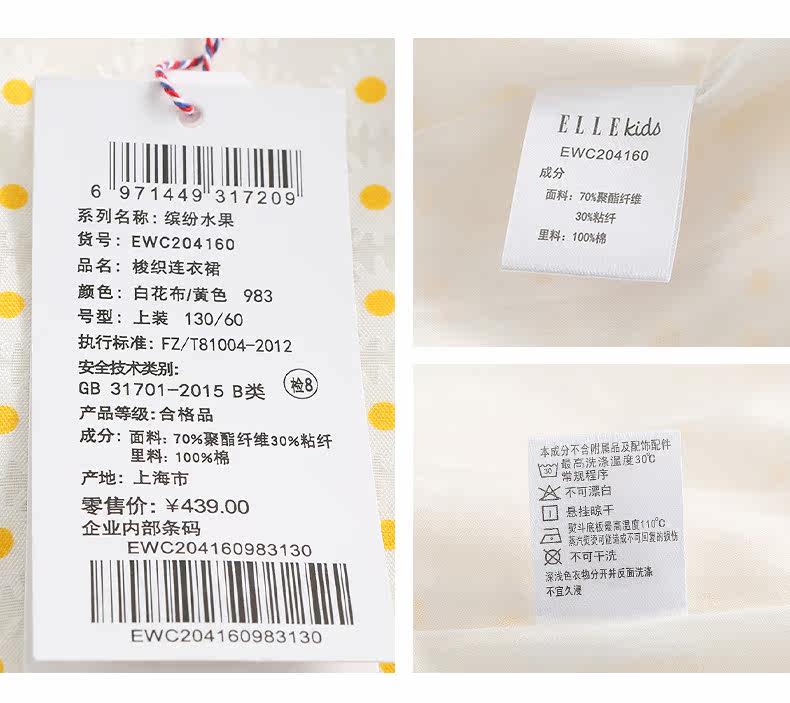 6 971449 317209
系列名称: 缤纷水果
货号: EWC204160
品名: 梭织连衣裙
颜色: 白花布/黄色 983
号型: 上装 130/60
执行标准: FZ/T81004-2012
安全技术类别:
GB 31701-2015 B类 检8
产品等级:合格品
成分: 面料: 70%聚酯纤维30%粘纤
里料: 100%棉
产地: 上海市
零售价: ¥439.00
企业内部条码
EWC204160983130
EWC204160983130
ELLE kids
EWC204160
成分
面料: 70%聚酯纤维
30%粘纤
里料: 100%棉
本成分不含附属品及配饰配件
30 最高洗涤温度30℃
常规程序
不可漂白
悬挂晾干
熨斗底板最高温度110℃
蒸汽熨烫可能造成不可回复的损伤
不可干洗
深浅色衣物分开并反面洗涤
不宜久浸